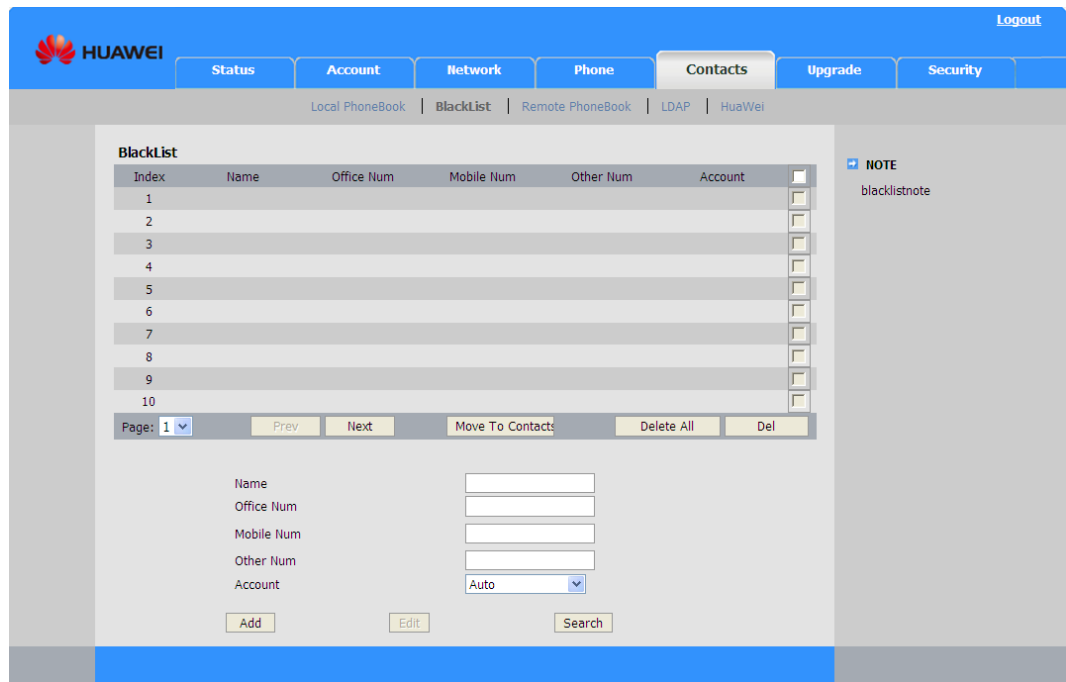 Logout
HUAWEI
Status Account Network Phone Contacts Upgrade Security
Local PhoneBook | BlackList | Remote PhoneBook | LDAP | HuaWei
BlackList
NOTE
Index Name Office Num Mobile Num Other Num Account
blacklistnote
1
2
3
4
5
6
7
8
9
10
Page: 1 Prev Next Move To Contacts Delete All Del
Name
Office Num
Mobile Num
Other Num
Account Auto
Add Edit Search